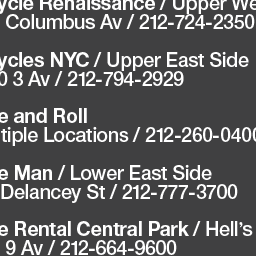 ycle Renaissance / Upper We
Columbus Av / 212-724-2350
ycles NYC / Upper East Side
0 3 Av / 212-794-2929
e and Roll
tiple Locations / 212-260-0400
e Man / Lower East Side
Delancey St / 212-777-3700
e Rental Central Park / Hell's
9 Av / 212-664-9600